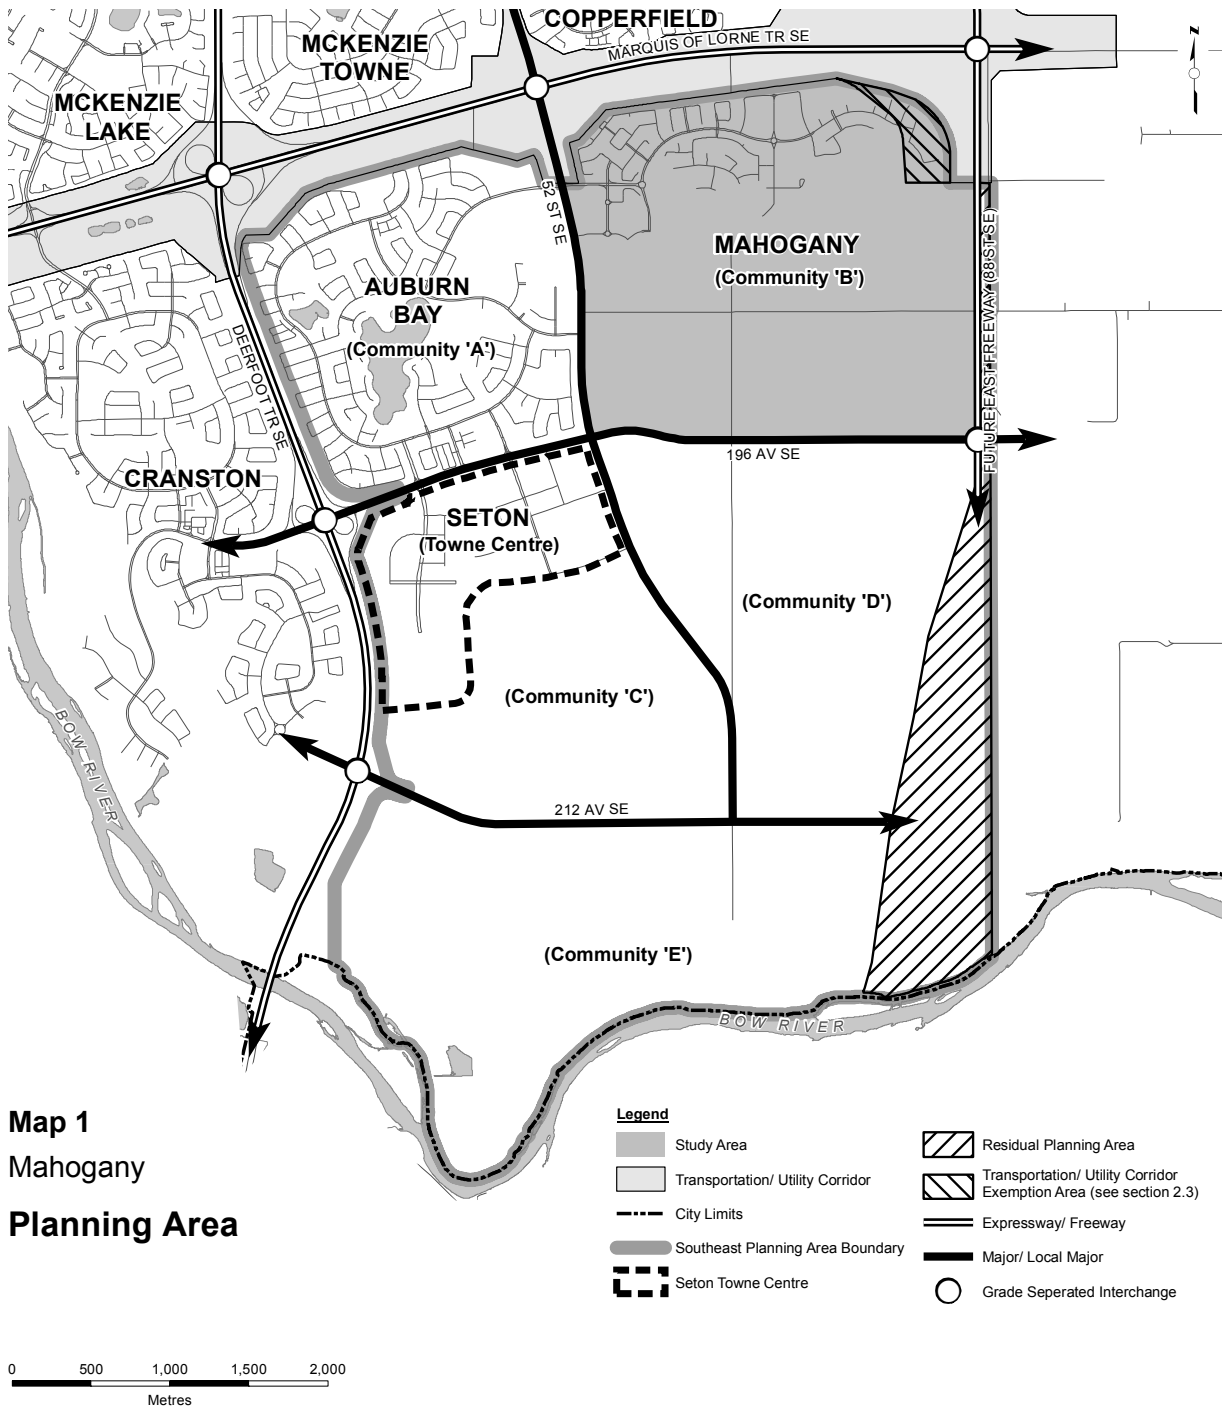 COPPERFIELD
MARQUIS OF LORNE TR SE
MCKENZIE
TOWNE
N
MCKENZIE
LAKE
52 ST SE
MAHOGANY
(Community 'B')
FUTURE EAST FREEWAY (88 ST SE)
AUBURN
BAY
(Community 'A')
DEERFOOT TR SE
196 AV SE
CRANSTON
SETON
(Towne Centre)
(Community 'D')
(Community 'C')
BOW RIVER
212 AV SE
(Community 'E')
BOW RIVER
Map 1
Mahogany
Planning Area
Legend
Study Area
Transportation/ Utility Corridor
City Limits
Southeast Planning Area Boundary
Seton Towne Centre
Residual Planning Area
Transportation/ Utility Corridor
Exemption Area (see section 2.3)
Expressway/ Freeway
Major/ Local Major
Grade Seperated Interchange
0 500 1,000 1,500 2,000
Metres